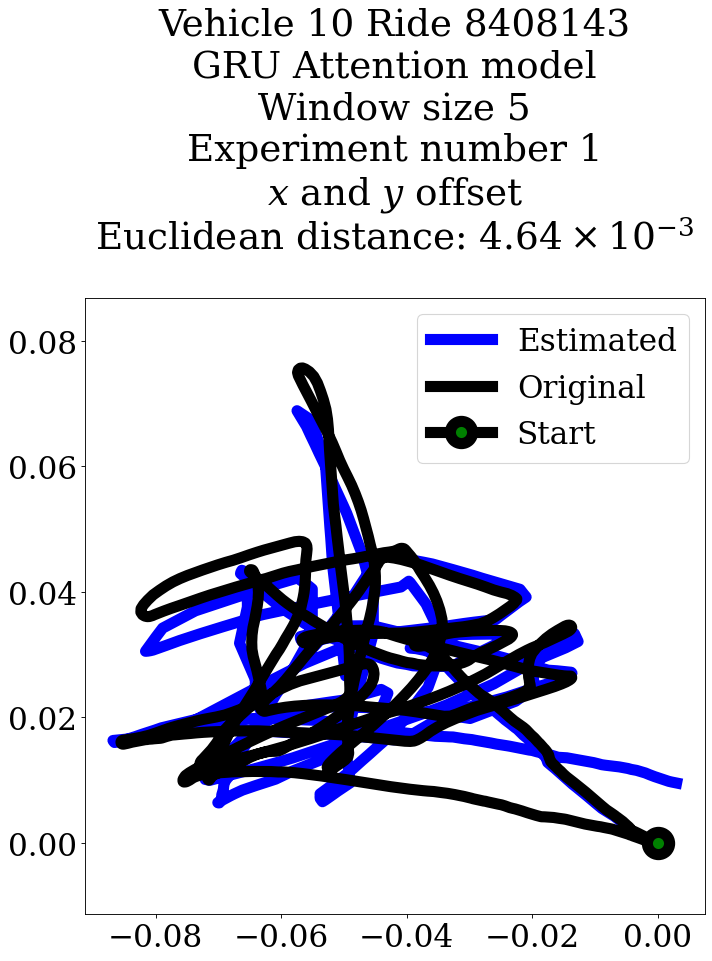 Vehicle 10 Ride 8408143
GRU Attention model
Window size 5
Experiment number 1
x and y offset
Euclidean distance: 4.64 × 10⁻³
Estimated
Original
Start
0.08
0.06
0.04
0.02
0.00
−0.08 −0.06 −0.04 −0.02 0.00